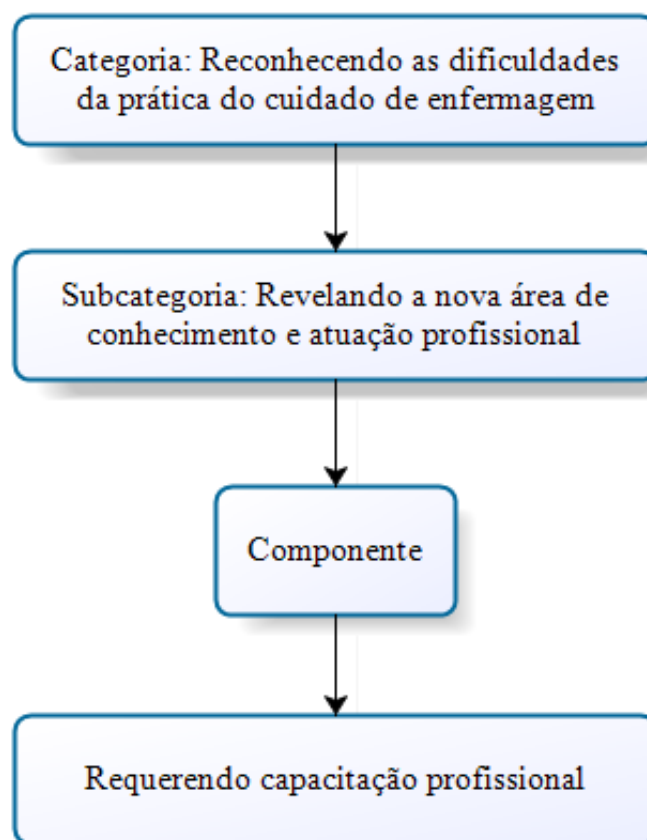 Categoria: Reconhecendo as dificuldades
da prática do cuidado de enfermagem
Subcategoria: Revelando a nova área de
conhecimento e atuação profissional
Componente
Requerendo capacitação profissional